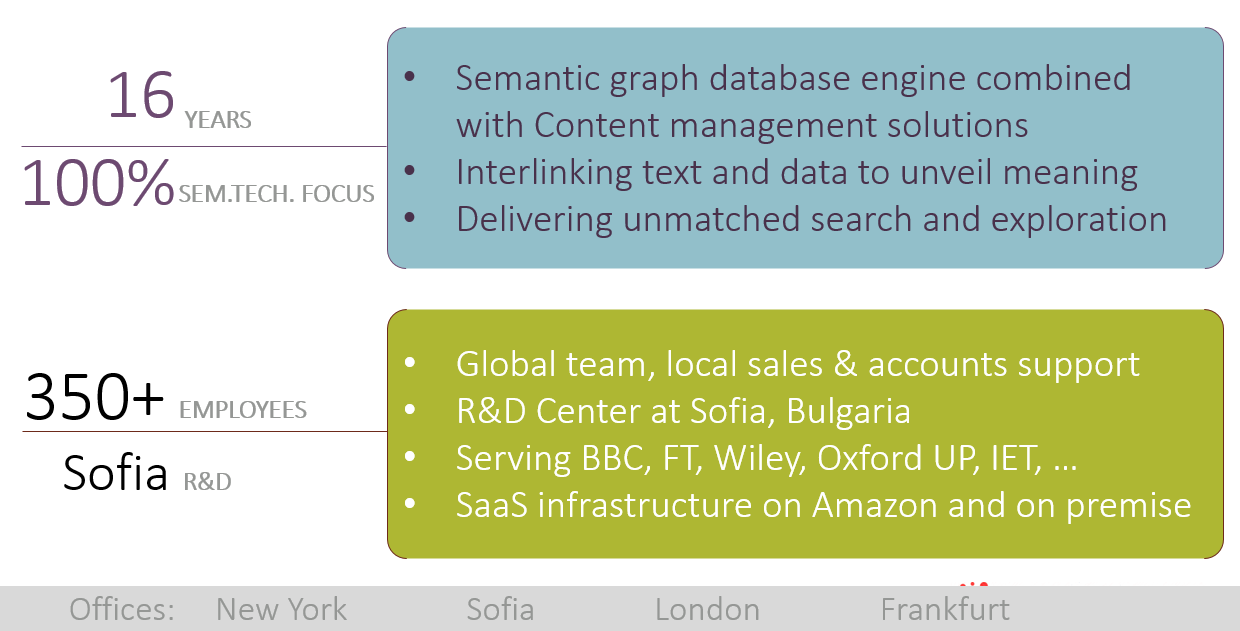 16 YEARS
100% SEM.TECH. FOCUS
• Semantic graph database engine combined
with Content management solutions
• Interlinking text and data to unveil meaning
• Delivering unmatched search and exploration
350+ EMPLOYEES
Sofia R&D
• Global team, local sales & accounts support
• R&D Center at Sofia, Bulgaria
• Serving BBC, FT, Wiley, Oxford UP, IET, ...
• SaaS infrastructure on Amazon and on premise
Offices: New York Sofia London Frankfurt